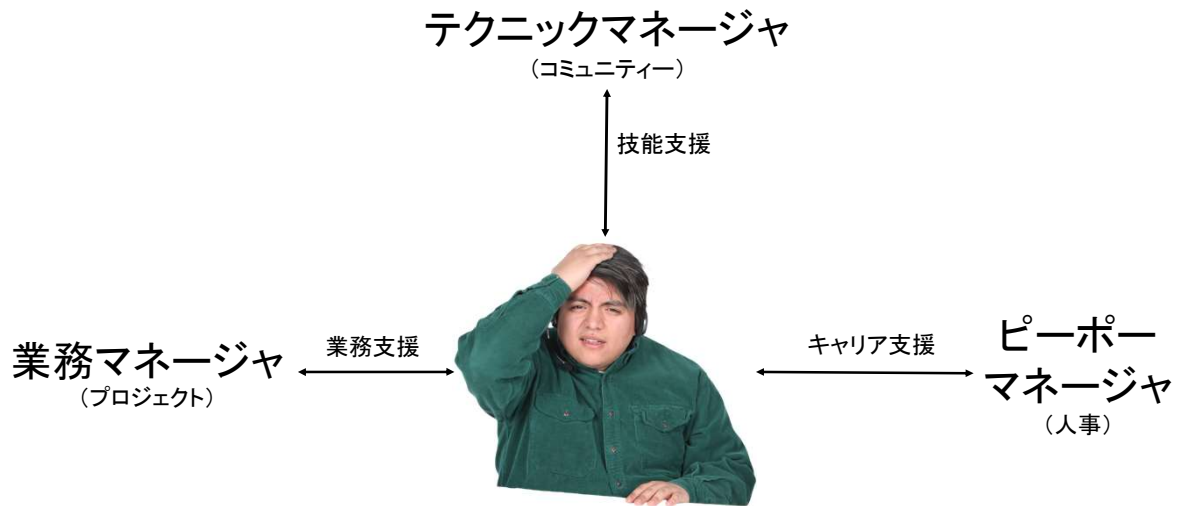 テクニックマネージャ
（コミュニティー）
技能支援
業務マネージャ
（プロジェクト）
業務支援
キャリア支援
ピーポー
マネージャ
（人事）